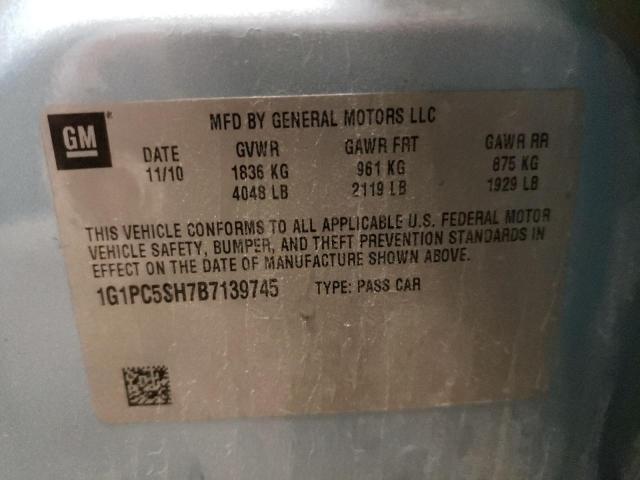 GM
MFD BY GENERAL MOTORS LLC
DATE GVWR GAWR FRT GAWR RR
11/10 1836 KG 961 KG 875 KG
4048 LB 2119 LB 1929 LB
THIS VEHICLE CONFORMS TO ALL APPLICABLE U.S. FEDERAL MOTOR
VEHICLE SAFETY, BUMPER, AND THEFT PREVENTION STANDARDS IN
EFFECT ON THE DATE OF MANUFACTURE SHOWN ABOVE.
1G1PC5SH7B7139745 TYPE: PASS CAR